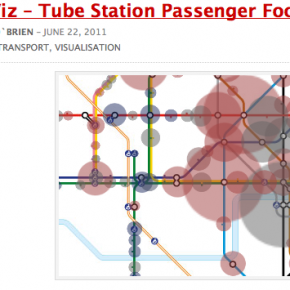 iz – Tube Station Passenger Foo
O'BRIEN – JUNE 22, 2011
TRANSPORT, VISUALISATION